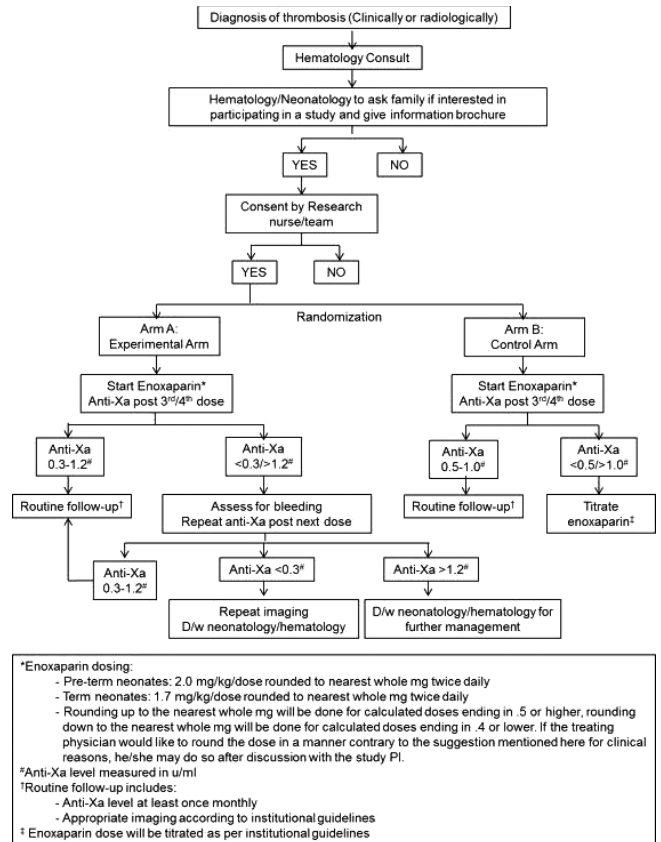 Diagnosis of thrombosis (Clinically or radiologically)
Hematology Consult
Hematology/Neonatology to ask family if interested in
participating in a study and give information brochure
YES
NO
Consent by Research
nurse/team
YES
NO
Randomization
Arm A:
Experimental Arm
Arm B:
Control Arm
Start Enoxaparin*
Anti-Xa post 3rd/4th dose
Start Enoxaparin*
Anti-Xa post 3rd/4th dose
Anti-Xa
0.3-1.2#
Anti-Xa
<0.3/>1.2#
Anti-Xa
0.5-1.0#
Anti-Xa
<0.5/>1.0#
Routine follow-up†
Assess for bleeding
Repeat anti-Xa post next dose
Routine follow-up†
Titrate
enoxaparin‡
Anti-Xa
0.3-1.2#
Anti-Xa <0.3#
Anti-Xa >1.2#
Repeat imaging
D/w neonatology/hematology
D/w neonatology/hematology for
further management
*Enoxaparin dosing:
- Pre-term neonates: 2.0 mg/kg/dose rounded to nearest whole mg twice daily
- Term neonates: 1.7 mg/kg/dose rounded to nearest whole mg twice daily
- Rounding up to the nearest whole mg will be done for calculated doses ending in .5 or higher, rounding
down to the nearest whole mg will be done for calculated doses ending in .4 or lower. If the treating
physician would like to round the dose in a manner contrary to the suggestion mentioned here for clinical
reasons, he/she may do so after discussion with the study PI.
#Anti-Xa level measured in u/ml
†Routine follow-up includes:
- Anti-Xa level at least once monthly
- Appropriate imaging according to institutional guidelines
‡ Enoxaparin dose will be titrated as per institutional guidelines